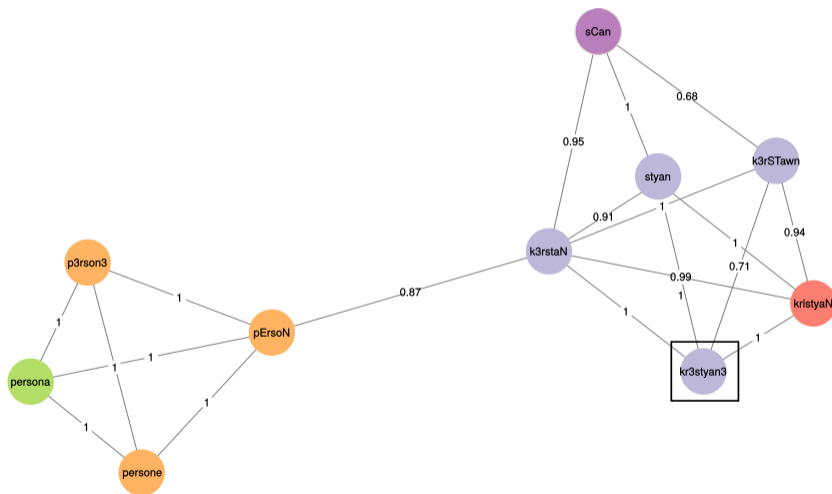 sCan
0.68
1
0.95
k3rSTawn
styan
1
0.91
0.94
1
k3rstaN
p3rson3
0.71
0.99
0.87
1
1
krIstyaN
1
1
pErsoN
1
1
1
kr3styan3
1
persona
1
1
persone